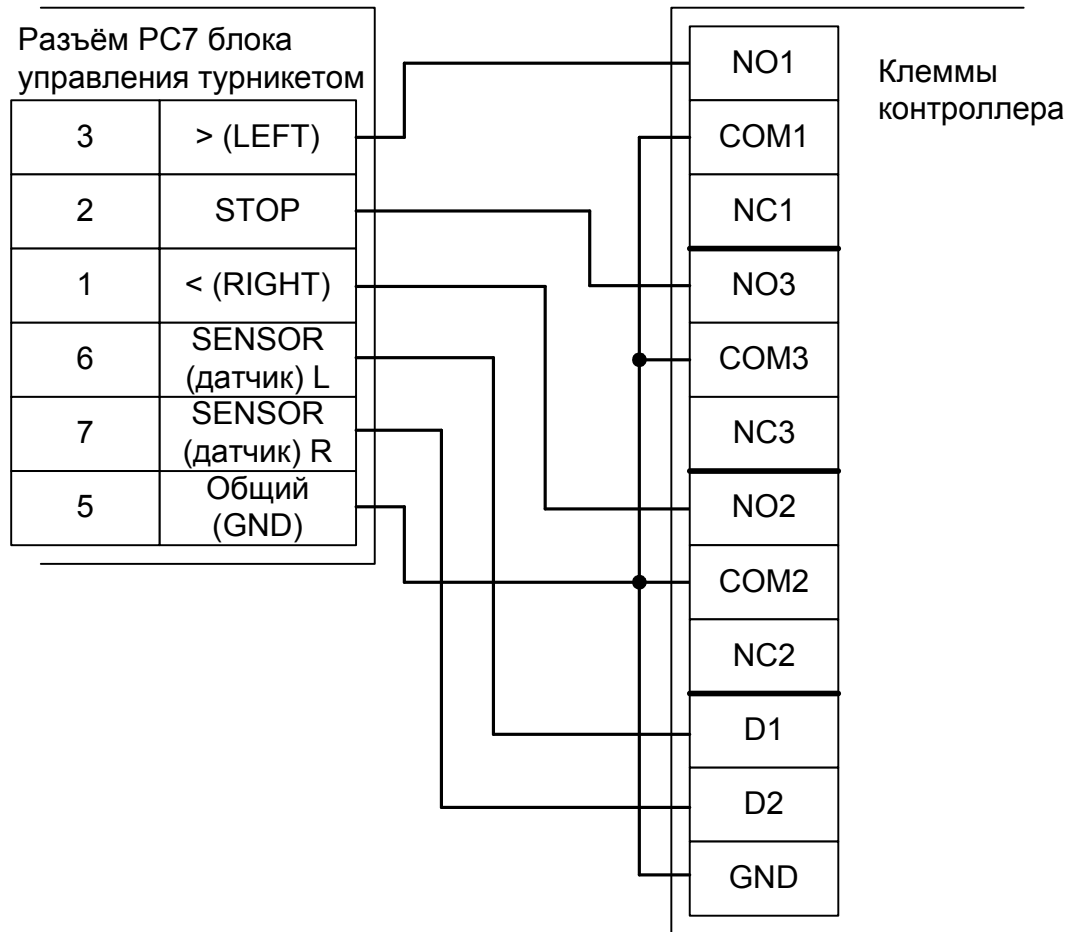 Разъём PC7 блока
управления турникетом
3 > (LEFT)
2 STOP
1 < (RIGHT)
6 SENSOR
(датчик) L
7 SENSOR
(датчик) R
5 Общий
(GND)
NO1
COM1
NC1
NO3
COM3
NC3
NO2
COM2
NC2
D1
D2
GND
Клеммы
контроллера